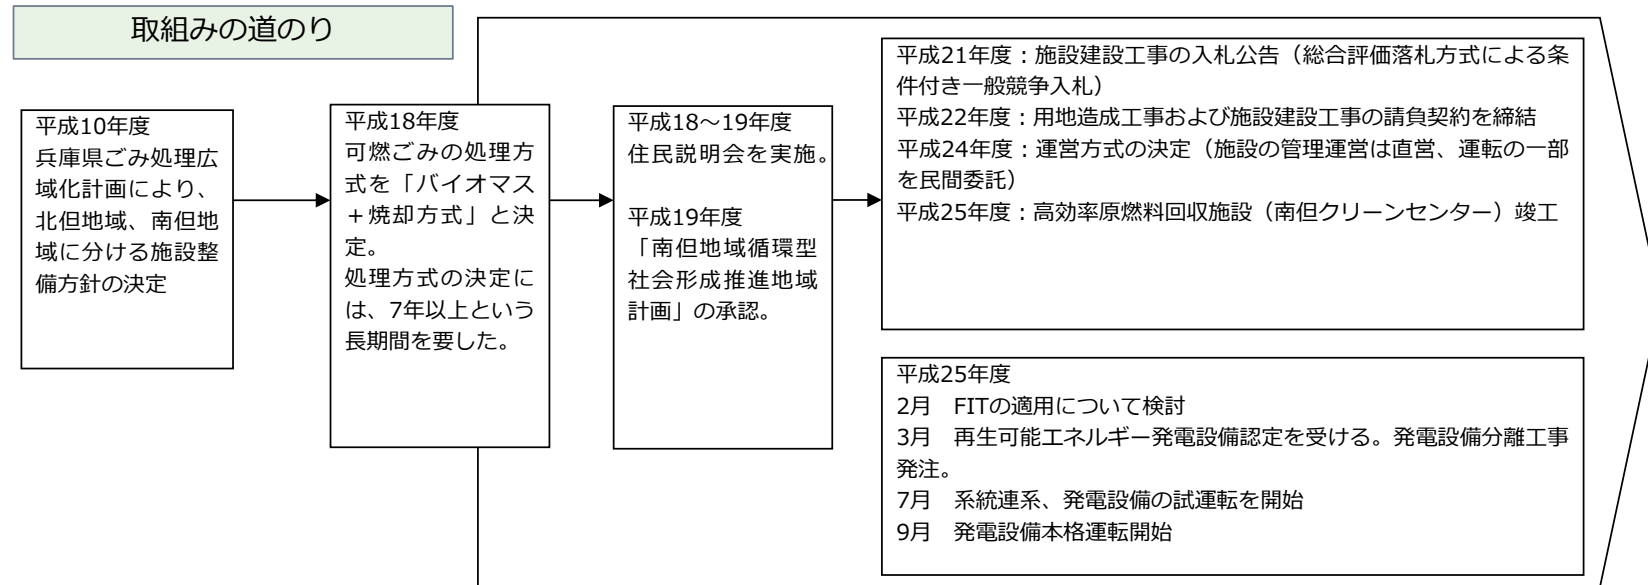 取組みの道のり
平成10年度
兵庫県ごみ処理広
域化計画により、
北但地域、南但地
域に分ける施設整
備方針の決定
平成18年度
可燃ごみの処理方
式を「バイオマス
＋焼却方式」と決
定。
処理方式の決定に
は、7年以上という
長期間を要した。
平成18～19年度
住民説明会を実施。
平成19年度
「南但地域循環型
社会形成推進地域
計画」の承認。
平成21年度：施設建設工事の入札公告（総合評価落札方式による条
件付き一般競争入札）
平成22年度：用地造成工事および施設建設工事の請負契約を締結
平成24年度：運営方式の決定（施設の管理運営は直営、運転の一部
を民間委託）
平成25年度：高効率原燃料回収施設（南但クリーンセンター）竣工
平成25年度
2月　FITの適用について検討
3月　再生可能エネルギー発電設備認定を受ける。発電設備分離工事
発注。
7月　系統連系、発電設備の試運転を開始
9月　発電設備本格運転開始